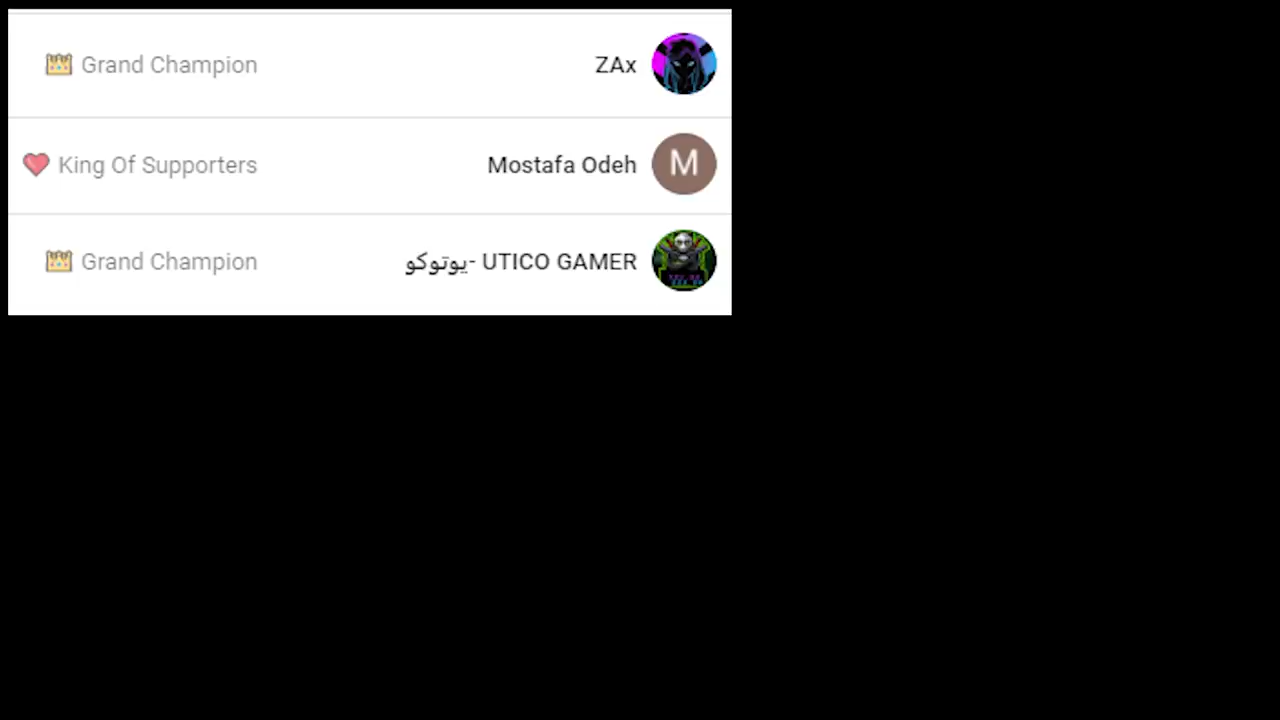 👑 Grand Champion ZAx
❤️ King Of Supporters Mostafa Odeh M
👑 Grand Champion UTICO GAMER -يوتوكو